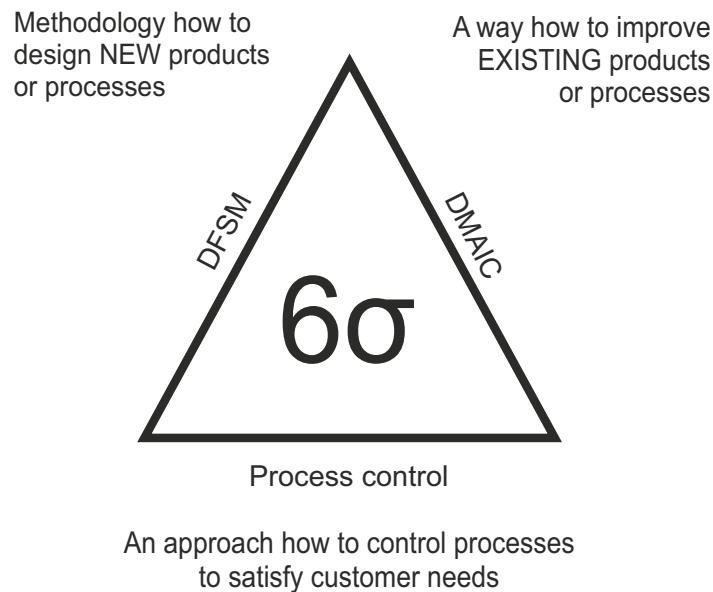 Methodology how to
design NEW products
or processes
A way how to improve
EXISTING products
or processes
DFSM
DMAIC
6σ
Process control
An approach how to control processes
to satisfy customer needs